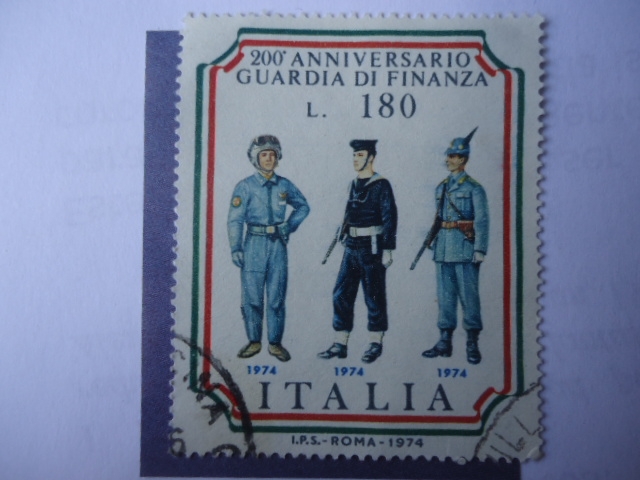 200° ANNIVERSARIO
GUARDIA DI FINANZA
L. 180
1974 1974 1974
ITALIA
I.P.S.-ROMA-1974